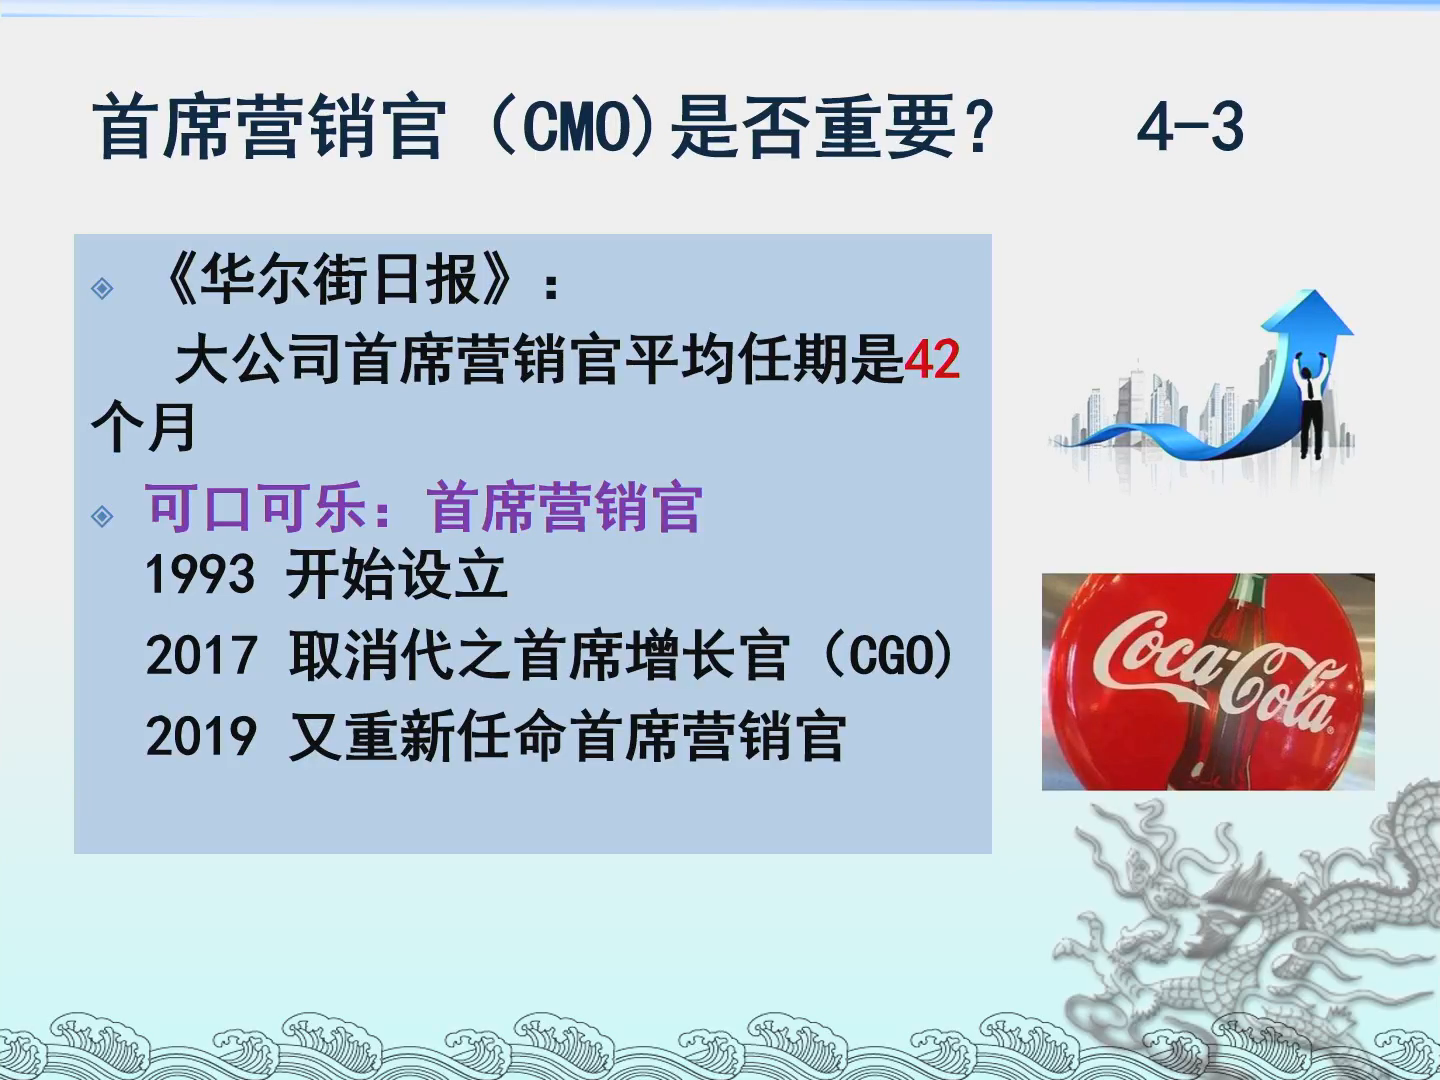 首席营销官（CMO)是否重要？ 4-3
《华尔街日报》：
大公司首席营销官平均任期是42
个月
可口可乐：首席营销官
1993 开始设立
2017 取消代之首席增长官（CGO)
2019 又重新任命首席营销官
Coca-Cola